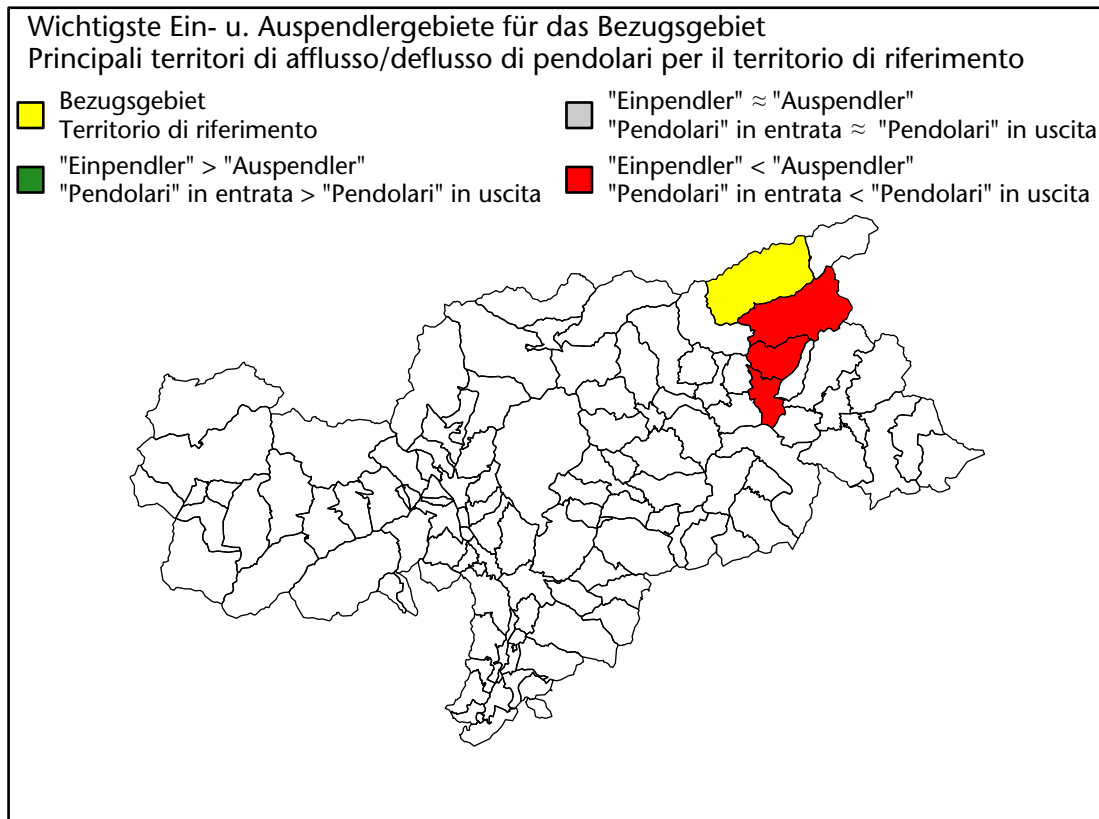 Wichtigste Ein- u. Auspendlergebiete für das Bezugsgebiet
Principali territori di afflusso/deflusso di pendolari per il territorio di riferimento
Bezugsgebiet
Territorio di riferimento
"Einpendler" > "Auspendler"
"Pendolari" in entrata > "Pendolari" in uscita
"Einpendler" ≈ "Auspendler"
"Pendolari" in entrata ≈ "Pendolari" in uscita
"Einpendler" < "Auspendler"
"Pendolari" in entrata < "Pendolari" in uscita